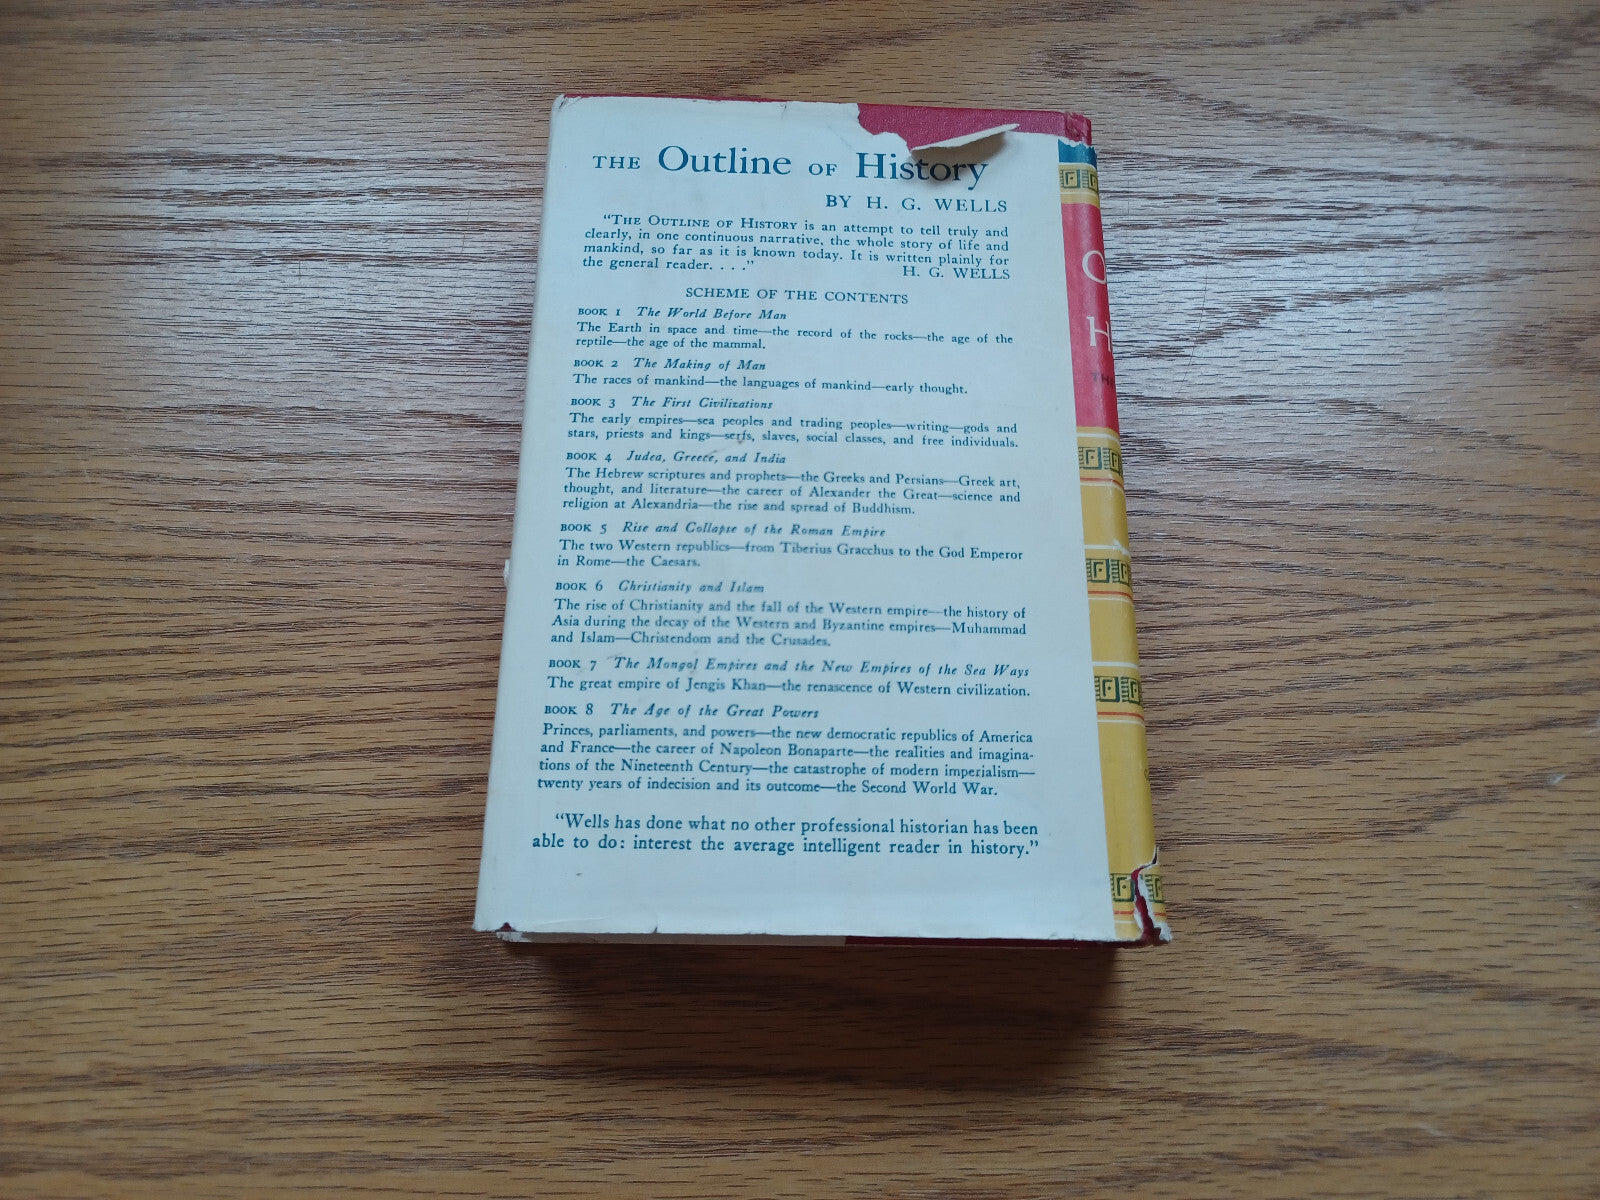 THE Outline OF History
BY H. G. WELLS
"THE OUTLINE OF HISTORY is an attempt to tell truly and
clearly, in one continuous narrative, the whole story of life and
mankind, so far as it is known today. It is written plainly for
the general reader. . . ." H. G. WELLS
SCHEME OF THE CONTENTS
BOOK 1 The World Before Man
The Earth in space and time—the record of the rocks—the age of the
reptile—the age of the mammal.
BOOK 2 The Making of Man
The races of mankind—the languages of mankind—early thought.
BOOK 3 The First Civilizations
The early empires—sea peoples and trading peoples—writing—gods and
stars, priests and kings—serfs, slaves, social classes, and free individuals.
BOOK 4 Judea, Greece, and India
The Hebrew scriptures and prophets—the Greeks and Persians—Greek art,
thought, and literature—the career of Alexander the Great—science and
religion at Alexandria—the rise and spread of Buddhism.
BOOK 5 Rise and Collapse of the Roman Empire
The two Western republics—from Tiberius Gracchus to the God Emperor
in Rome—the Caesars.
BOOK 6 Christianity and Islam
The rise of Christianity and the fall of the Western empire—the history of
Asia during the decay of the Western and Byzantine empires—Muhammad
and Islam—Christendom and the Crusades.
BOOK 7 The Mongol Empires and the New Empires of the Sea Ways
The great empire of Jengis Khan—the renascence of Western civilization.
BOOK 8 The Age of the Great Powers
Princes, parliaments, and powers—the new democratic republics of America
and France—the career of Napoleon Bonaparte—the realities and imagina-
tions of the Nineteenth Century—the catastrophe of modern imperialism—
twenty years of indecision and its outcome—the Second World War.
"Wells has done what no other professional historian has been
able to do: interest the average intelligent reader in history."
O
H